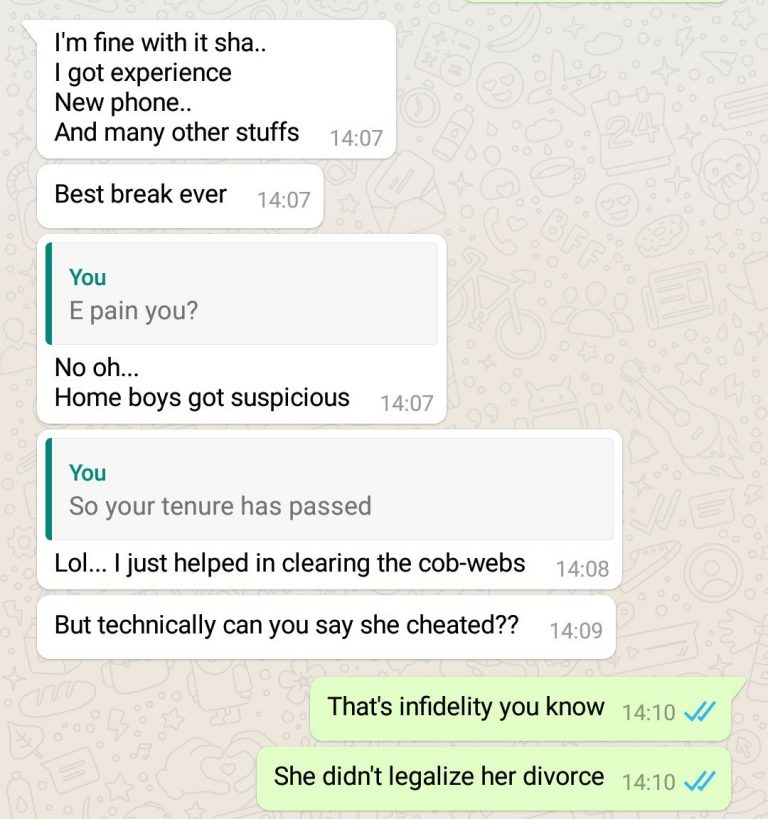 I'm fine with it sha..
I got experience
New phone..
And many other stuffs 14:07
Best break ever 14:07
You
E pain you?
No oh...
Home boys got suspicious 14:07
You
So your tenure has passed
Lol... I just helped in clearing the cob-webs 14:08
But technically can you say she cheated?? 14:09
That's infidelity you know 14:10
She didn't legalize her divorce 14:10